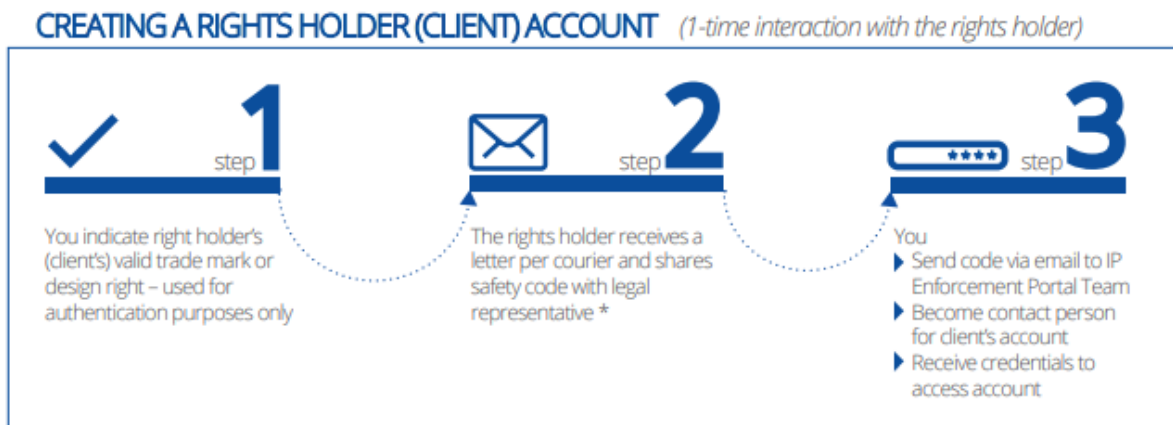 CREATING A RIGHTS HOLDER (CLIENT) ACCOUNT (1-time interaction with the rights holder)
step 1
You indicate right holder's
(client's) valid trade mark or
design right – used for
authentication purposes only
step 2
The rights holder receives a
letter per courier and shares
safety code with legal
representative *
**** step 3
You
Send code via email to IP
Enforcement Portal Team
Become contact person
for client's account
Receive credentials to
access account